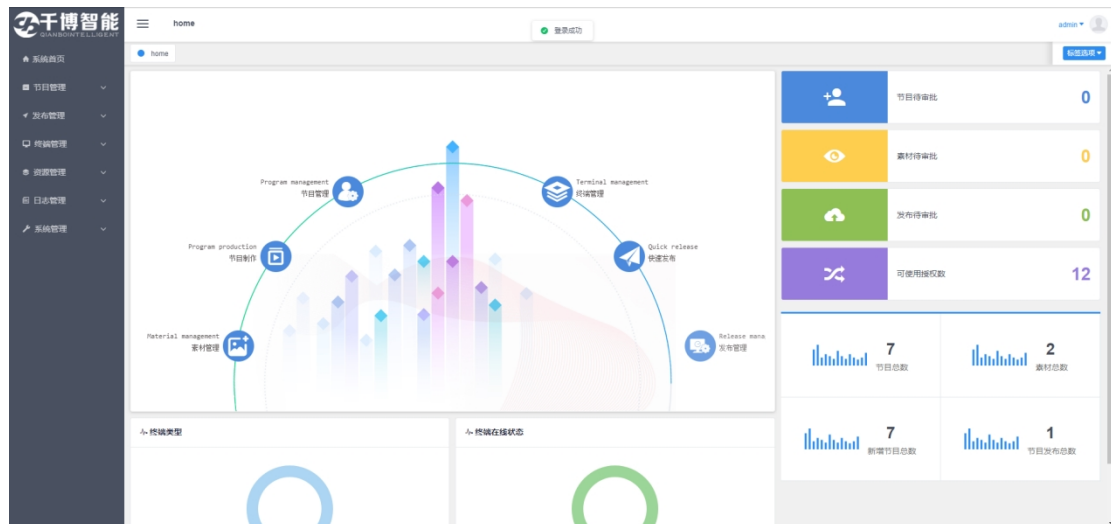 千博智能
QIANBOINTELLIGENT
home
登录成功
admin
系统首页
home
标签选项
节目管理
发布管理
终端管理
资源管理
日志管理
系统管理
Program management
节目管理
Terminal management
终端管理
Program production
节目制作
Quick release
快速发布
Material management
素材管理
Release mana
发布管理
节目待审批
0
素材待审批
0
发布待审批
0
可使用授权数
12
7
节目总数
2
素材总数
7
新增节目总数
1
节目发布总数
终端类型
终端在线状态